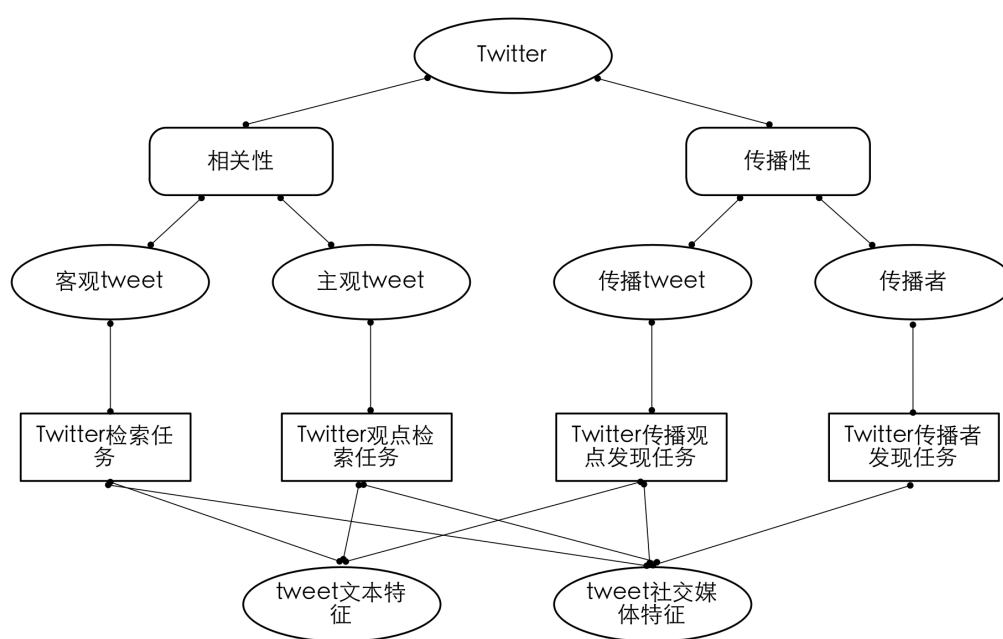 Twitter
相关性
传播性
客观tweet
主观tweet
传播tweet
传播者
Twitter检索任
务
Twitter观点检
索任务
Twitter传播观
点发现任务
Twitter传播者
发现任务
tweet文本特
征
tweet社交媒
体特征